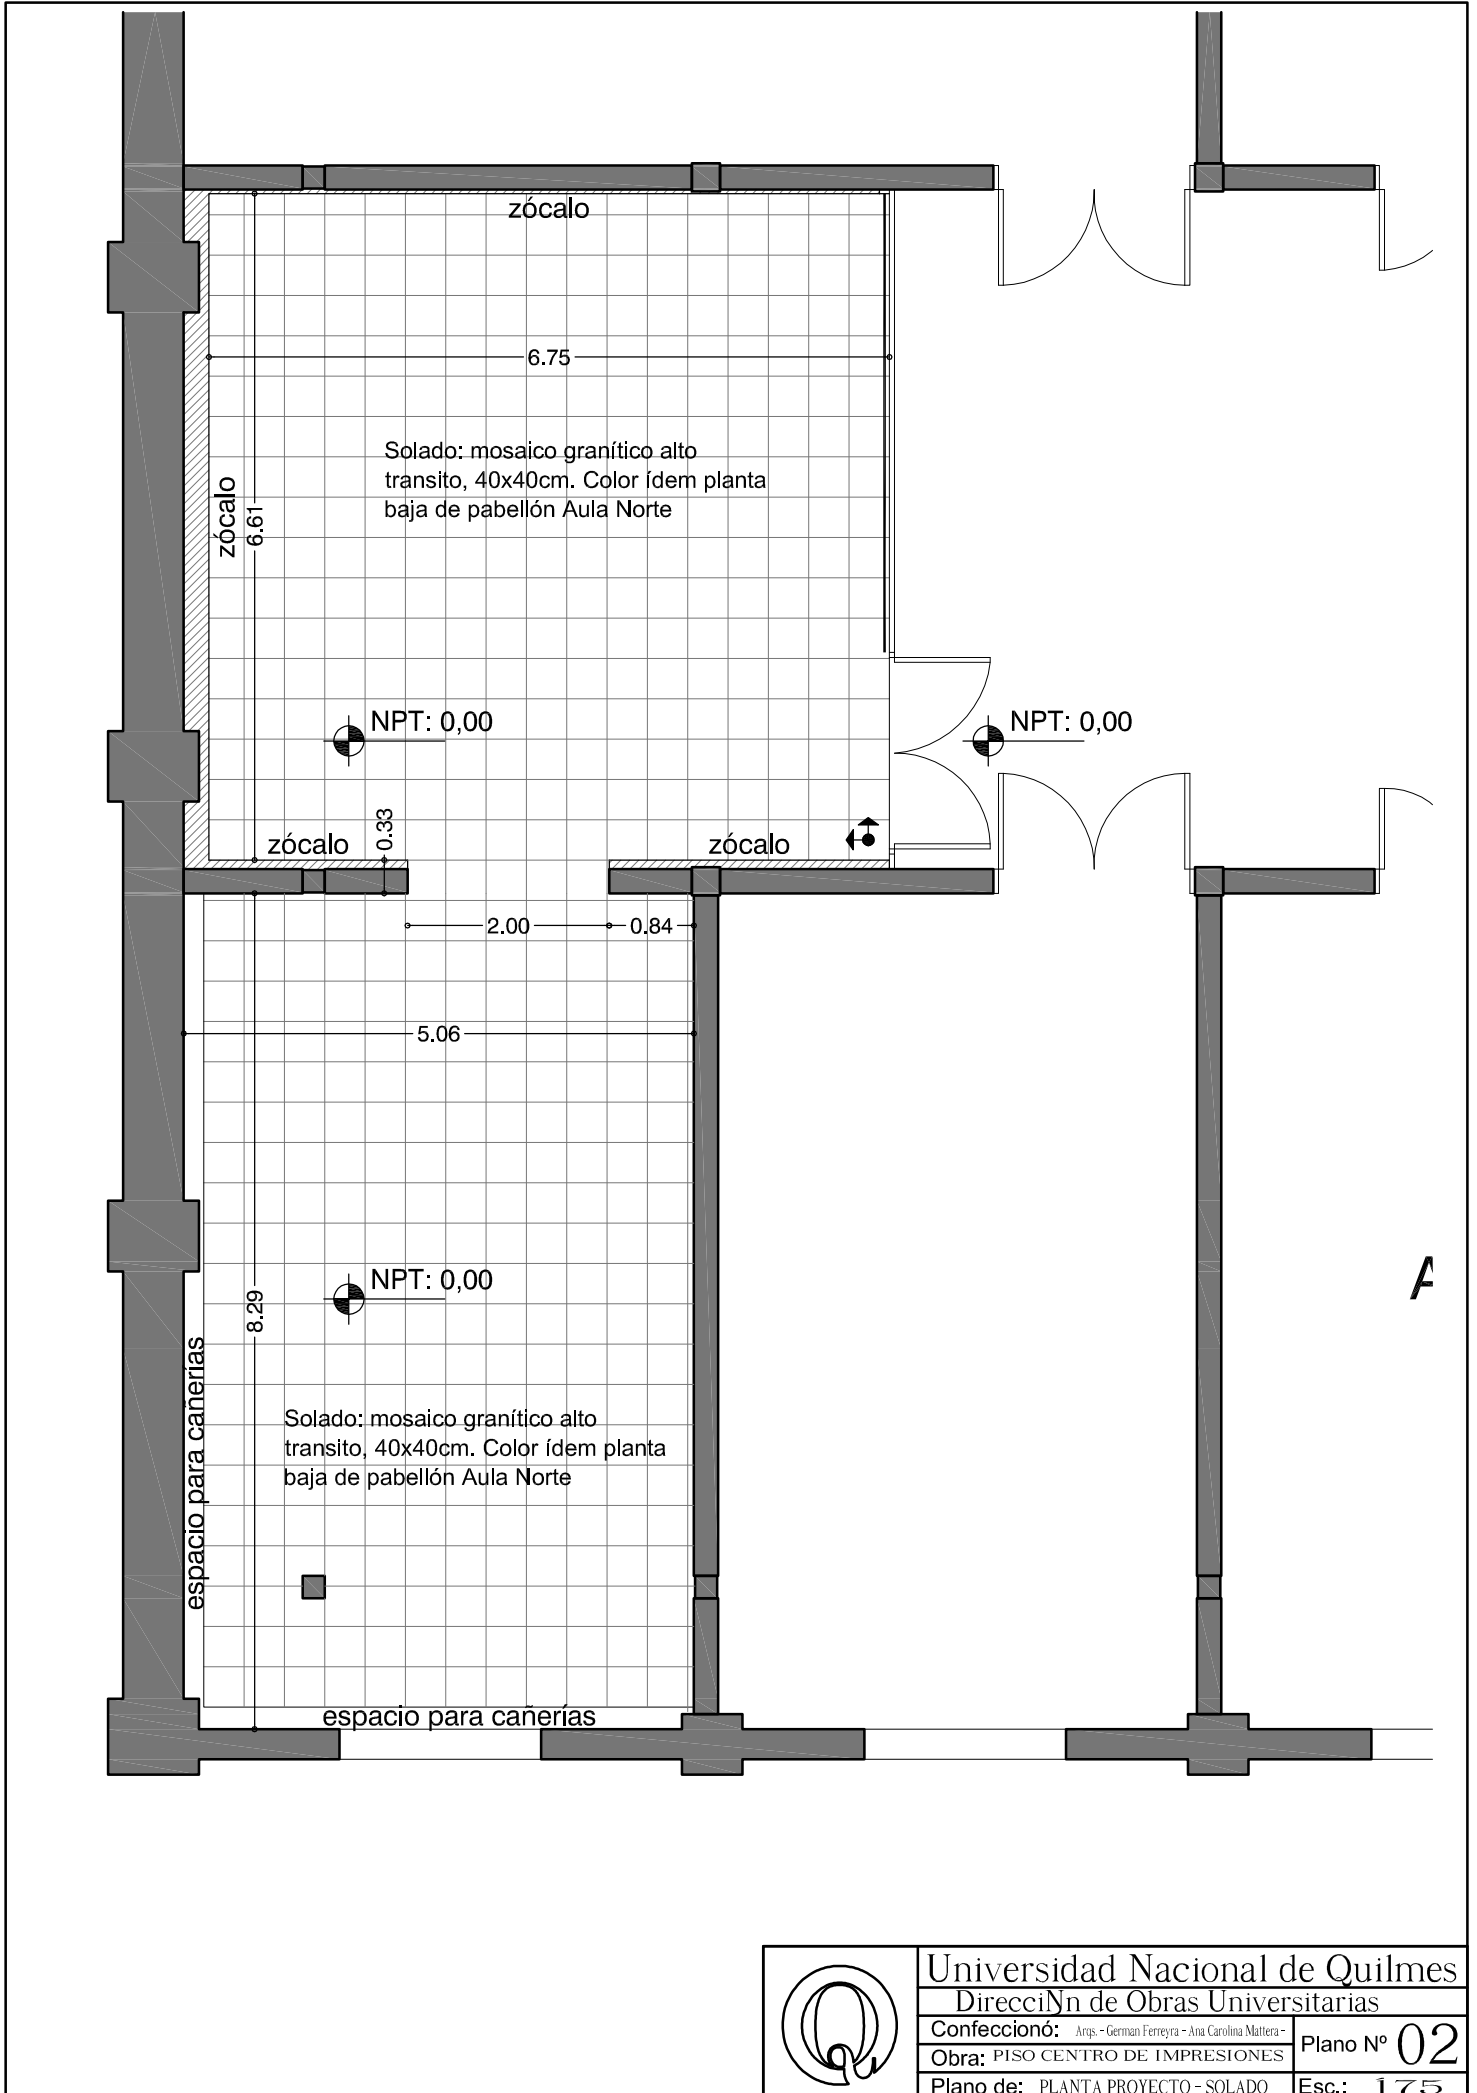 zócalo
6.75
Solado: mosaico granítico alto
transito, 40x40cm. Color ídem planta
baja de pabellón Aula Norte
zócalo
6.61
NPT: 0,00
NPT: 0,00
zócalo
0.33
zócalo
2.00
0.84
5.06
NPT: 0,00
8.29
espacio para cañerías
Solado: mosaico granítico alto
transito, 40x40cm. Color ídem planta
baja de pabellón Aula Norte
espacio para cañerías
Universidad Nacional de Quilmes
DirecciNn de Obras Universitarias
Confeccionó: Arqs. - German Ferreyra - Ana Carolina Mattera -
Plano Nº 02
Obra: PISO CENTRO DE IMPRESIONES
Plano de: PLANTA PROYECTO - SOLADO
Esc.: 175